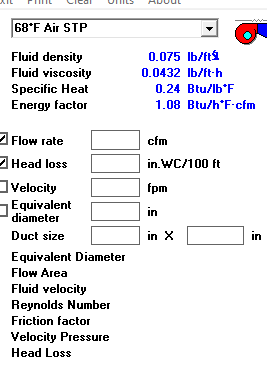 Exit Print Clear Units About
68*F Air STP
Fluid density 0.075 lb/ft³
Fluid viscosity 0.0432 lb/ft·h
Specific Heat 0.24 Btu/lb*F
Energy factor 1.08 Btu/h*F·cfm
Flow rate cfm
Head loss in.WC/100 ft
Velocity fpm
Equivalent
diameter in
Duct size in X in
Equivalent Diameter
Flow Area
Fluid velocity
Reynolds Number
Friction factor
Velocity Pressure
Head Loss